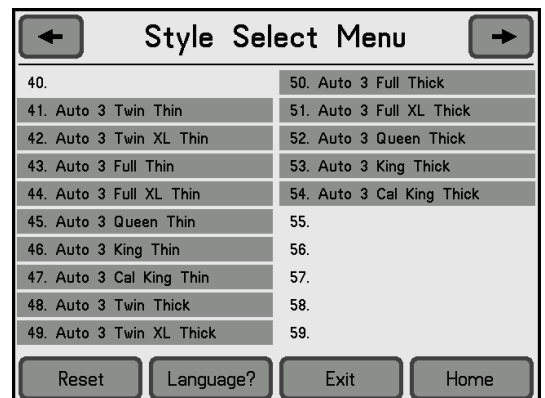 Style Select Menu
40.
41. Auto 3 Twin Thin
42. Auto 3 Twin XL Thin
43. Auto 3 Full Thin
44. Auto 3 Full XL Thin
45. Auto 3 Queen Thin
46. Auto 3 King Thin
47. Auto 3 Cal King Thin
48. Auto 3 Twin Thick
49. Auto 3 Twin XL Thick
50. Auto 3 Full Thick
51. Auto 3 Full XL Thick
52. Auto 3 Queen Thick
53. Auto 3 King Thick
54. Auto 3 Cal King Thick
55.
56.
57.
58.
59.
Reset
Language?
Exit
Home